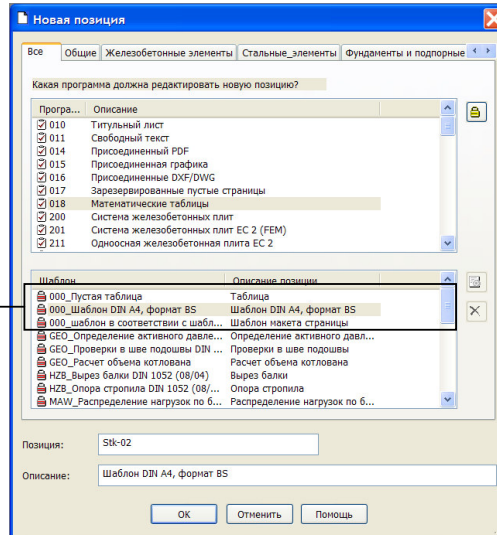 Новая позиция
Все Общие Железобетонные элементы Стальные_элементы Фундаменты и подпорные
Какая программа должна редактировать новую позицию?
Програ... Описание
010 Титульный лист
011 Свободный текст
014 Присоединенный PDF
015 Присоединенная графика
016 Присоединенные DXF/DWG
017 Зарезервированные пустые страницы
018 Математические таблицы
200 Система железобетонных плит
201 Система железобетонных плит ЕС 2 (FEM)
211 Одноосная железобетонная плита ЕС 2
Шаблон Описание позиции
000_Пустая таблица Таблица
000_Шаблон DIN A4, формат BS Шаблон DIN A4, формат BS
000_шаблон в соответствии с шабл... Шаблон макета страницы
GEO_Определение активного давле... Определение активного давл...
GEO_Проверки в шве подошвы DIN ... Проверки в шве подошвы
GEO_Расчет объема котлована Расчет объема котлована
HZB_Вырез балки DIN 1052 (08/04) Вырез балки
HZB_Опора стропила DIN 1052 (08/... Опора стропила
MAW_Распределение нагрузок по б... Распределение нагрузок по б...
Позиция: Stk-02
Описание: Шаблон DIN A4, формат BS
ОК Отменить Помощь